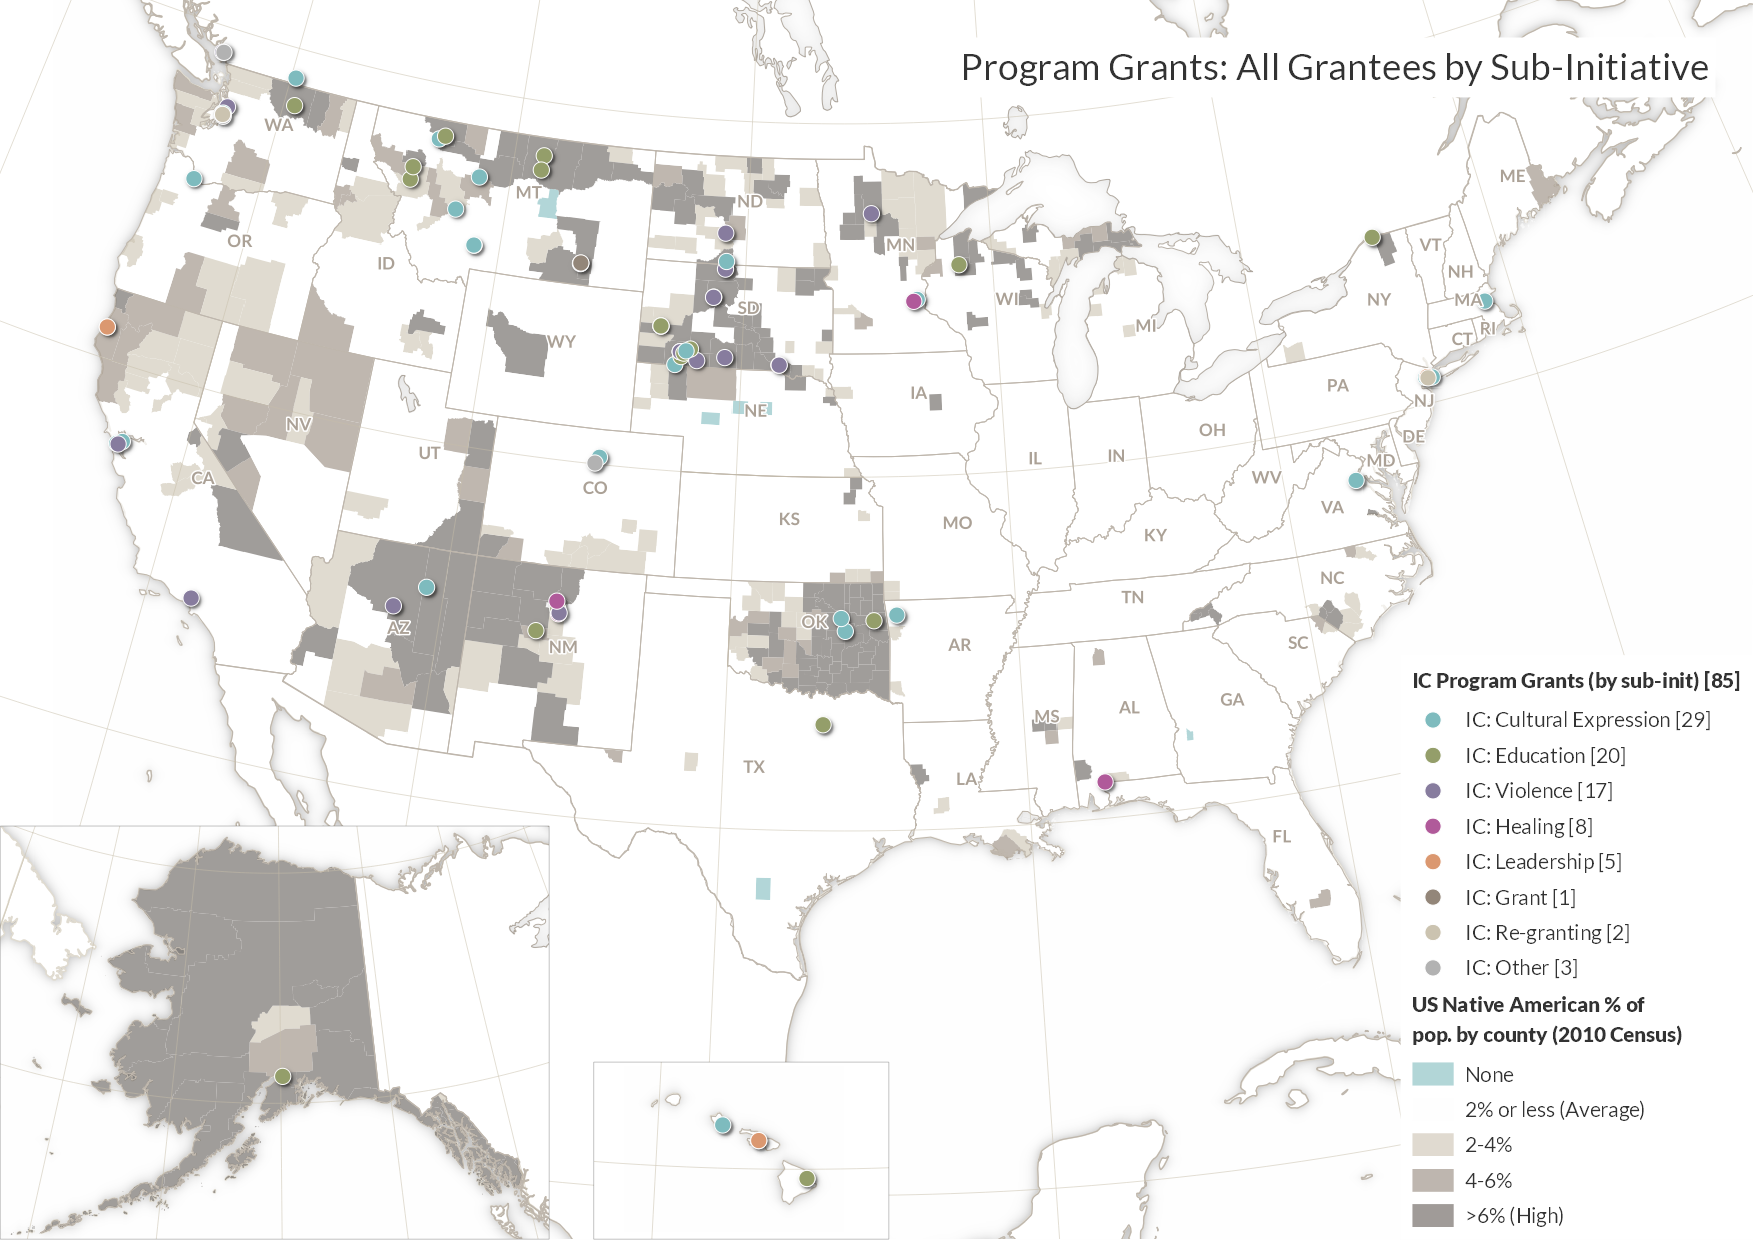 Program Grants: All Grantees by Sub-Initiative
WA
MT
ND
MN
ME
OR
ID
SD
WI
MI
VT
NH
NY
MA
RI
CT
WY
NE
IA
PA
NJ
NV
UT
CA
CO
IL
IN
OH
DE
MD
WV
VA
KS
MO
KY
AZ
NM
OK
AR
TN
NC
SC
MS
AL
GA
TX
LA
FL
IC Program Grants (by sub-init) [85]
IC: Cultural Expression [29]
IC: Education [20]
IC: Violence [17]
IC: Healing [8]
IC: Leadership [5]
IC: Grant [1]
IC: Re-granting [2]
IC: Other [3]
US Native American % of
pop. by county (2010 Census)
None
2% or less (Average)
2-4%
4-6%
>6% (High)